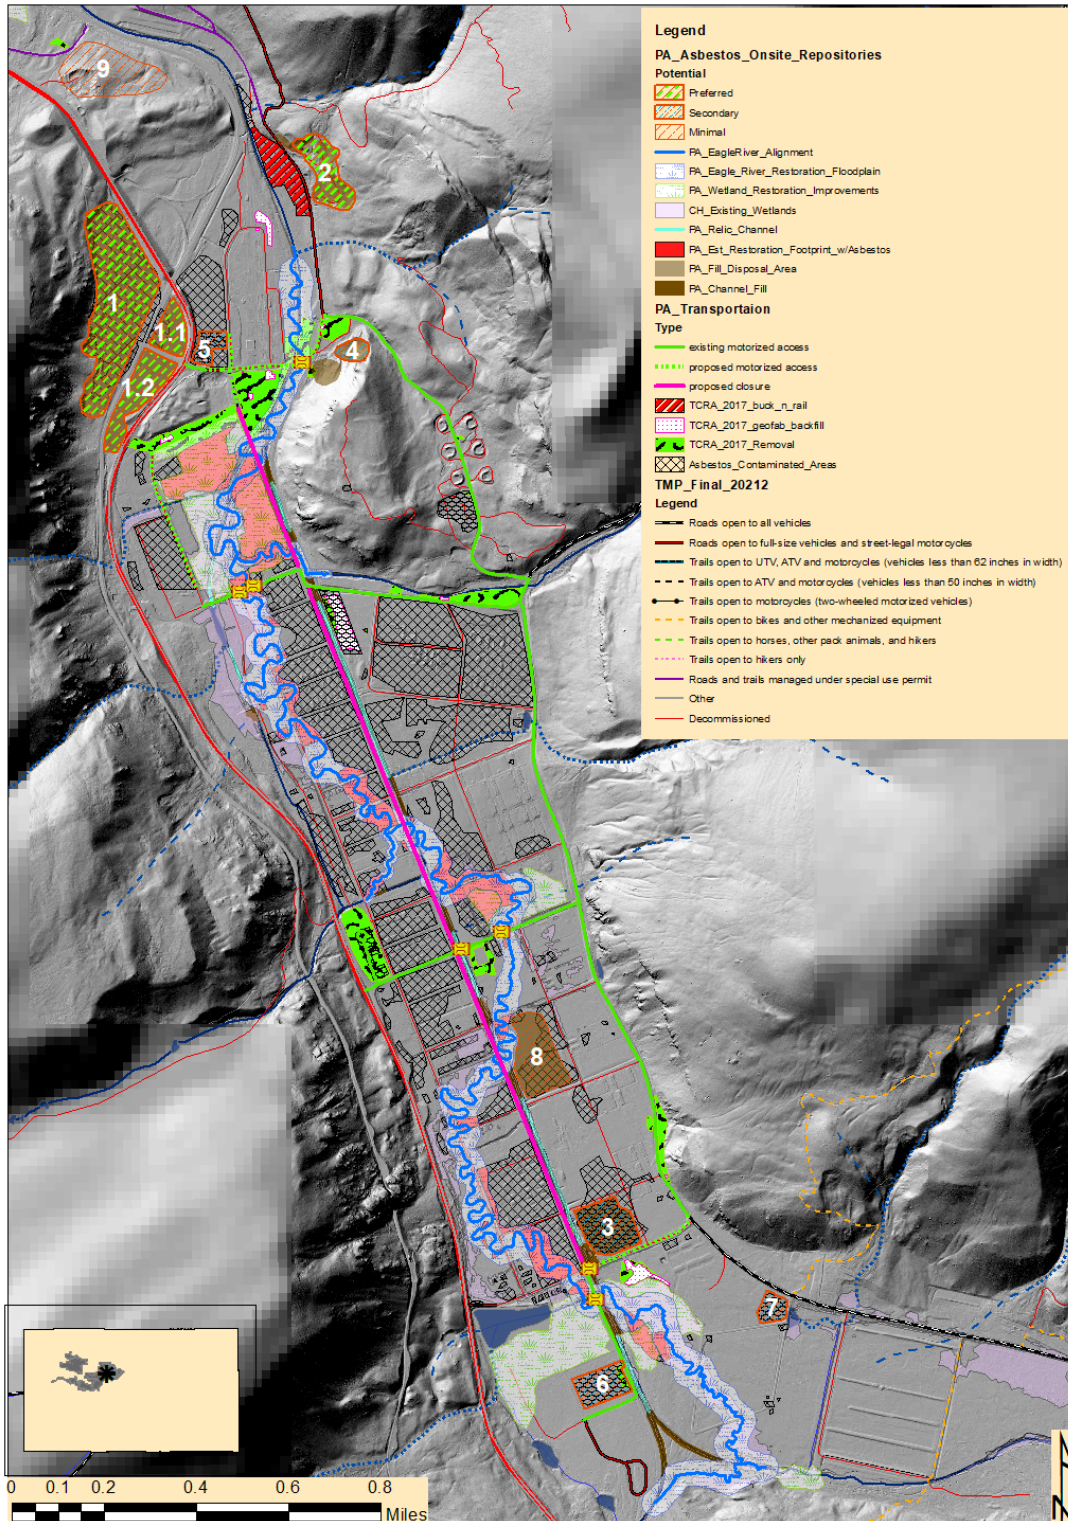 Legend
PA_Asbestos_Onsite_Repositories
Potential
Preferred
Secondary
Minimal
PA_EagleRiver_Alignment
PA_Eagle_River_Restoration_Floodplain
PA_Wetland_Restoration_Improvements
CH_Existing_Wetlands
PA_Relic_Channel
PA_Est_Restoration_Footprint_w/Asbestos
PA_Fill_Disposal_Area
PA_Channel_Fill
PA_Transportaion
Type
existing motorized access
proposed motorized access
proposed closure
TCRA_2017_buck_n_rail
TCRA_2017_geofab_backfill
TCRA_2017_Removal
Asbestos_Contaminated_Areas
TMP_Final_20212
Legend
Roads open to all vehicles
Roads open to full-size vehicles and street-legal motorcycles
Trails open to UTV, ATV and motorcycles (vehicles less than 62 inches in width)
Trails open to ATV and motorcycles (vehicles less than 50 inches in width)
Trails open to motorcycles (two-wheeled motorized vehicles)
Trails open to bikes and other mechanized equipment
Trails open to horses, other pack animals, and hikers
Trails open to hikers only
Roads and trails managed under special use permit
Other
Decommissioned
9
2
1
1.1
5
4
1.2
8
3
7
6
0 0.1 0.2 0.4 0.6 0.8
Miles
N